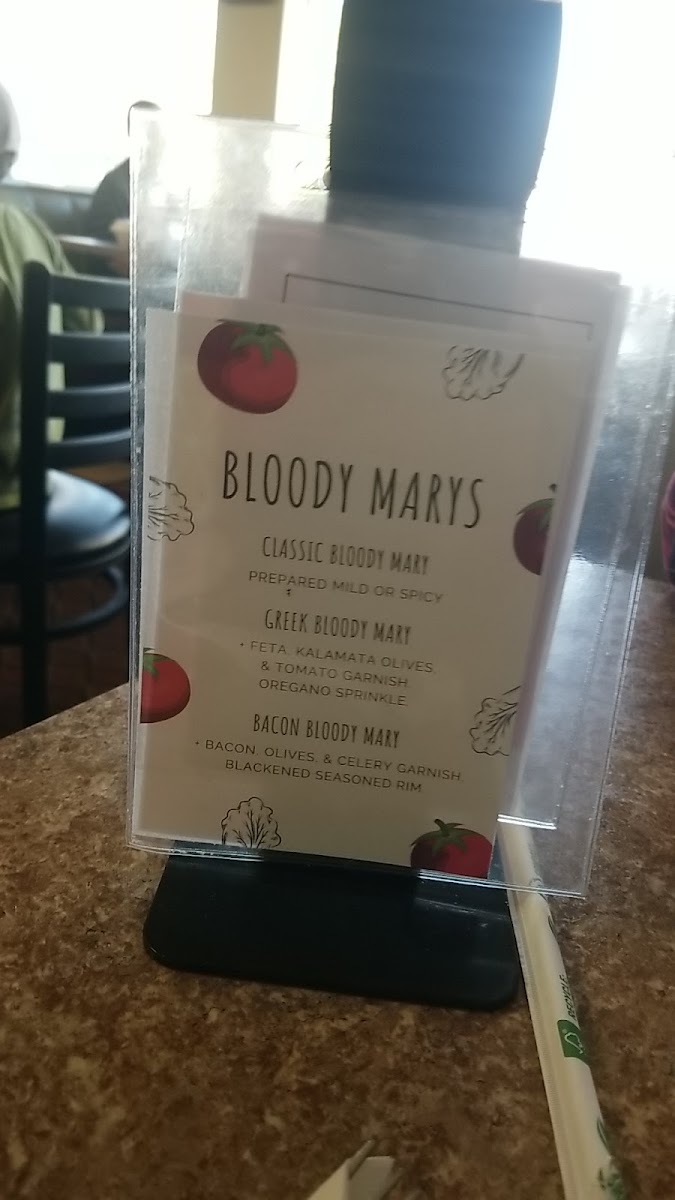 BLOODY MARYS
CLASSIC BLOODY MARY
PREPARED MILD OR SPICY
GREEK BLOODY MARY
• FETA, KALAMATA OLIVES,
& TOMATO GARNISH.
OREGANO SPRINKLE.
BACON BLOODY MARY
• BACON, OLIVES, & CELERY GARNISH
BLACKENED SEASONED RIM
RECYCLE